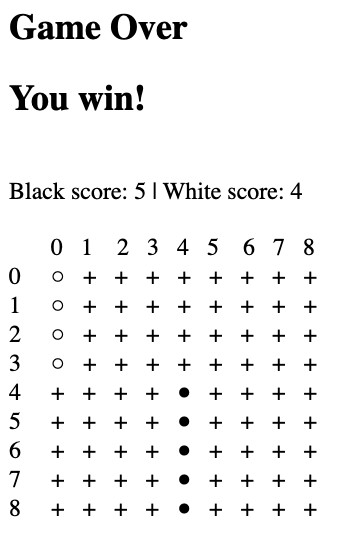 Game Over
You win!
Black score: 5 | White score: 4
0 1 2 3 4 5 6 7 8
0 ○ + + + + + + + +
1 ○ + + + + + + + +
2 ○ + + + + + + + +
3 ○ + + + + + + + +
4 + + + + ● + + + +
5 + + + + ● + + + +
6 + + + + ● + + + +
7 + + + + ● + + + +
8 + + + + ● + + + +